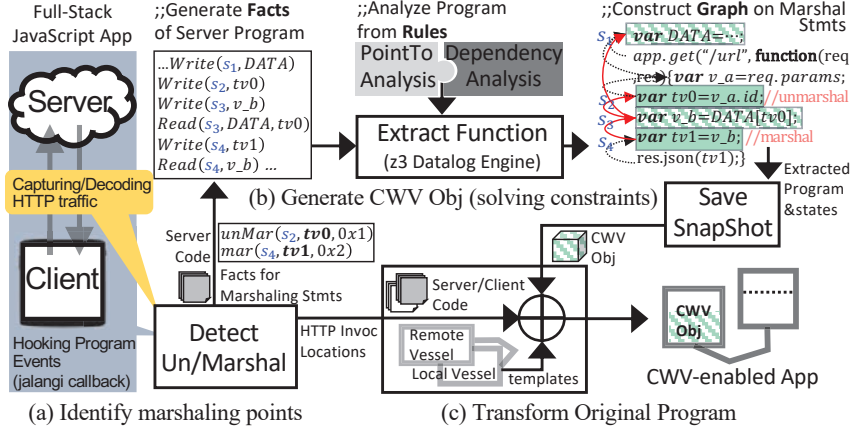 Full-Stack
JavaScript App
Server
Capturing/Decoding
HTTP traffic
Client
Hooking Program
Events
(jalangi callback)
(a) Identify marshaling points
;;Generate Facts
of Server Program
…Write(s1, DATA)
Write(s2, tv0)
Write(s3, v_b)
Read(s3, DATA, tv0)
Write(s4, tv1)
Read(s4, v_b) …
;;Analyze Program
from Rules
PointTo
Analysis
Dependency
Analysis
Extract Function
(z3 Datalog Engine)
;;Construct Graph on Marshal
Stmts
s1 var DATA=⋯;
app.get("/url", function(req
res){var v_a=req.params;
s2 var tv0=v_a.id; //unmarshal
s3 var v_b=DATA[tv0];
s4 var tv1=v_b; //marshal
res.json(tv1);}
(b) Generate CWV Obj (solving constraints)
Extracted
Program
&states
Save
SnapShot
Server
Code
unMar(s2, tv0, 0x1)
mar(s4, tv1, 0x2)
Facts for
Marshaling Stmts
Detect
Un/Marshal
HTTP Invoc
Locations
CWV
Obj
Server/Client
Code
Remote
Vessel
Local Vessel
templates
CWV
Obj
CWV-enabled App
(c) Transform Original Program